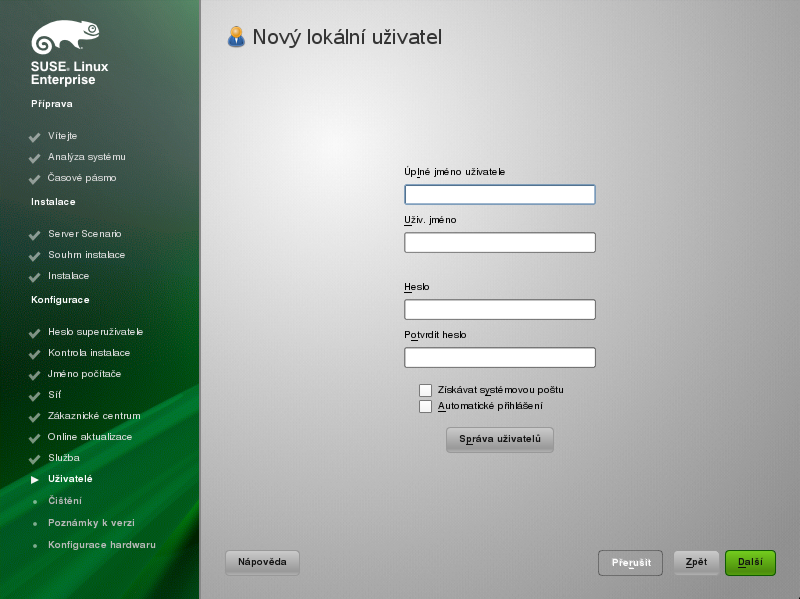 SUSE® Linux
Enterprise
Příprava
Vítejte
Analýza systému
Časové pásmo
Instalace
Server Scenario
Souhrn instalace
Instalace
Konfigurace
Heslo superuživatele
Kontrola instalace
Jméno počítače
Síť
Zákaznické centrum
Online aktualizace
Služba
Uživatelé
Čištění
Poznámky k verzi
Konfigurace hardwaru
Nový lokální uživatel
Úplné jméno uživatele
Uživ. jméno
Heslo
Potvrdit heslo
Získávat systémovou poštu
Automatické přihlášení
Správa uživatelů
Nápověda
Přerušit
Zpět
Další